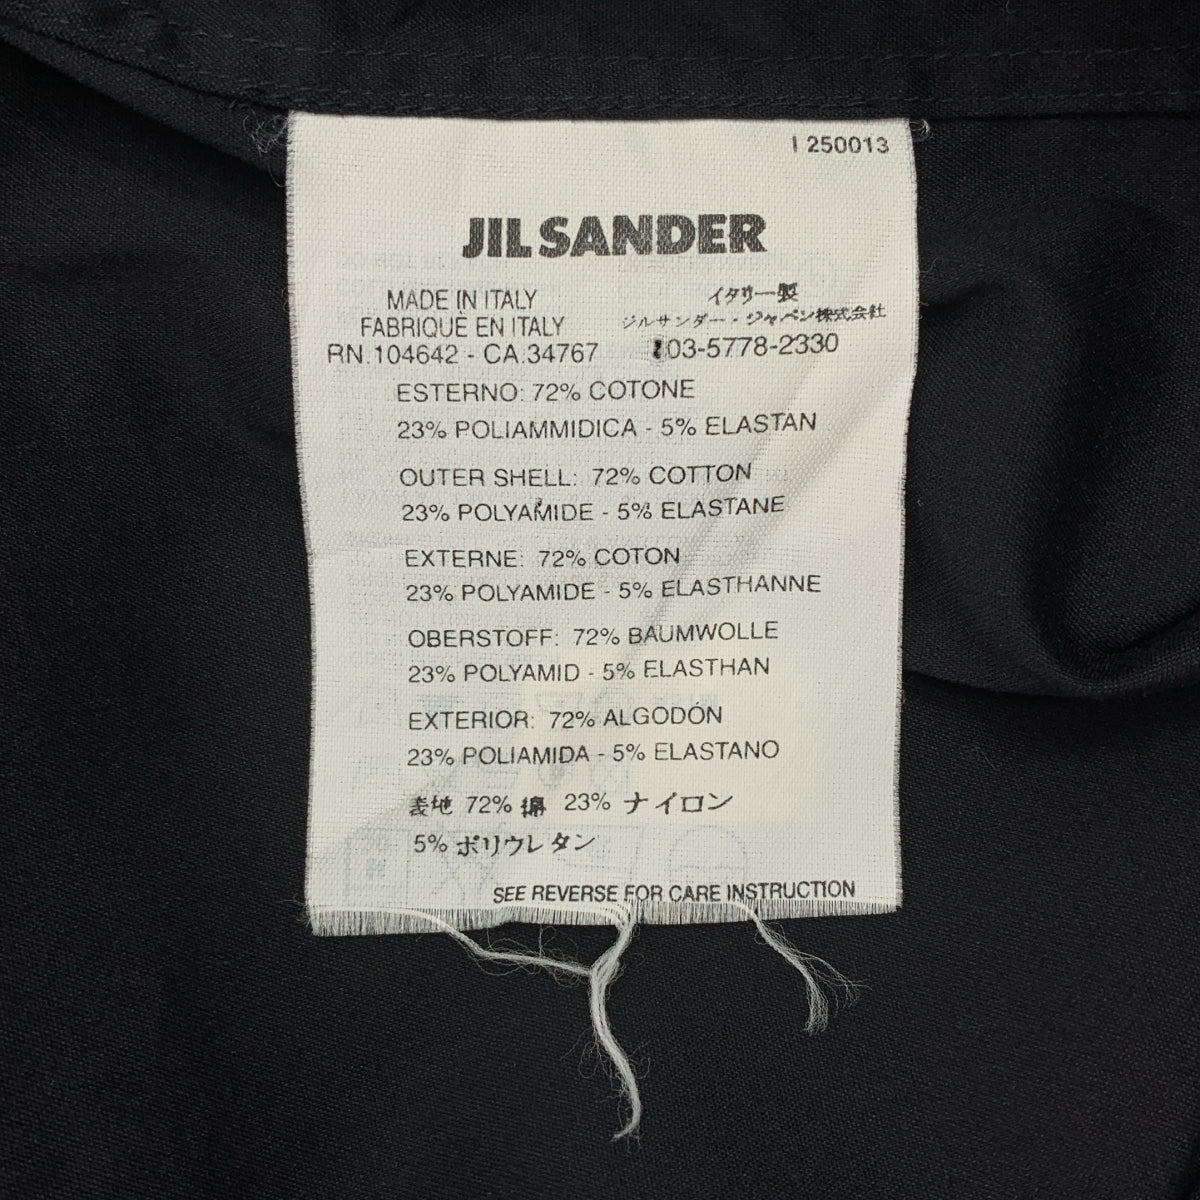 I 250013
JIL SANDER
MADE IN ITALY
FABRIQUÉ EN ITALY
RN.104642 - CA.34767
イタリー製
ジルサンダー・ジャパン株式会社
03-5778-2330
ESTERNO: 72% COTONE
23% POLIAMMIDICA - 5% ELASTAN
OUTER SHELL: 72% COTTON
23% POLYAMIDE - 5% ELASTANE
EXTERNE: 72% COTON
23% POLYAMIDE - 5% ELASTHANNE
OBERSTOFF: 72% BAUMWOLLE
23% POLYAMID - 5% ELASTHAN
EXTERIOR: 72% ALGODÓN
23% POLIAMIDA - 5% ELASTANO
表地 72% 綿 23% ナイロン
5% ポリウレタン
SEE REVERSE FOR CARE INSTRUCTION